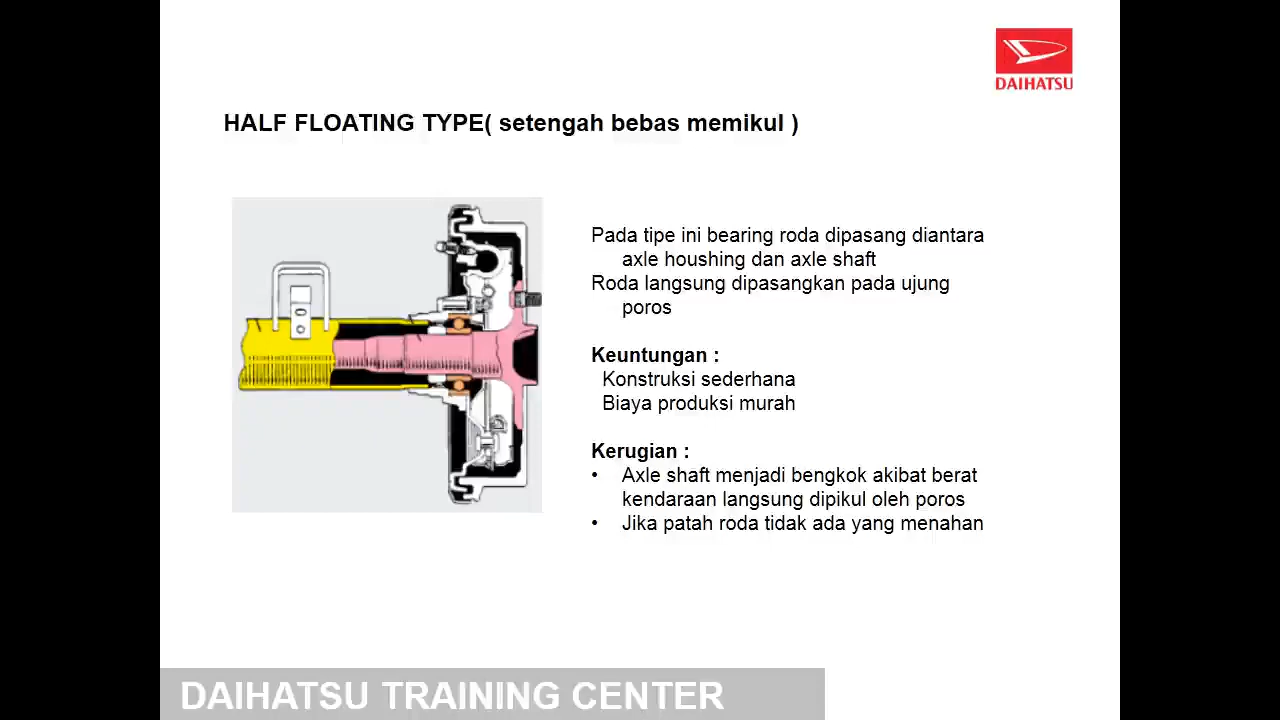 DAIHATSU
HALF FLOATING TYPE( setengah bebas memikul )
Pada tipe ini bearing roda dipasang diantara
axle houshing dan axle shaft
Roda langsung dipasangkan pada ujung
poros
Keuntungan :
Konstruksi sederhana
Biaya produksi murah
Kerugian :
• Axle shaft menjadi bengkok akibat berat
kendaraan langsung dipikul oleh poros
• Jika patah roda tidak ada yang menahan
DAIHATSU TRAINING CENTER